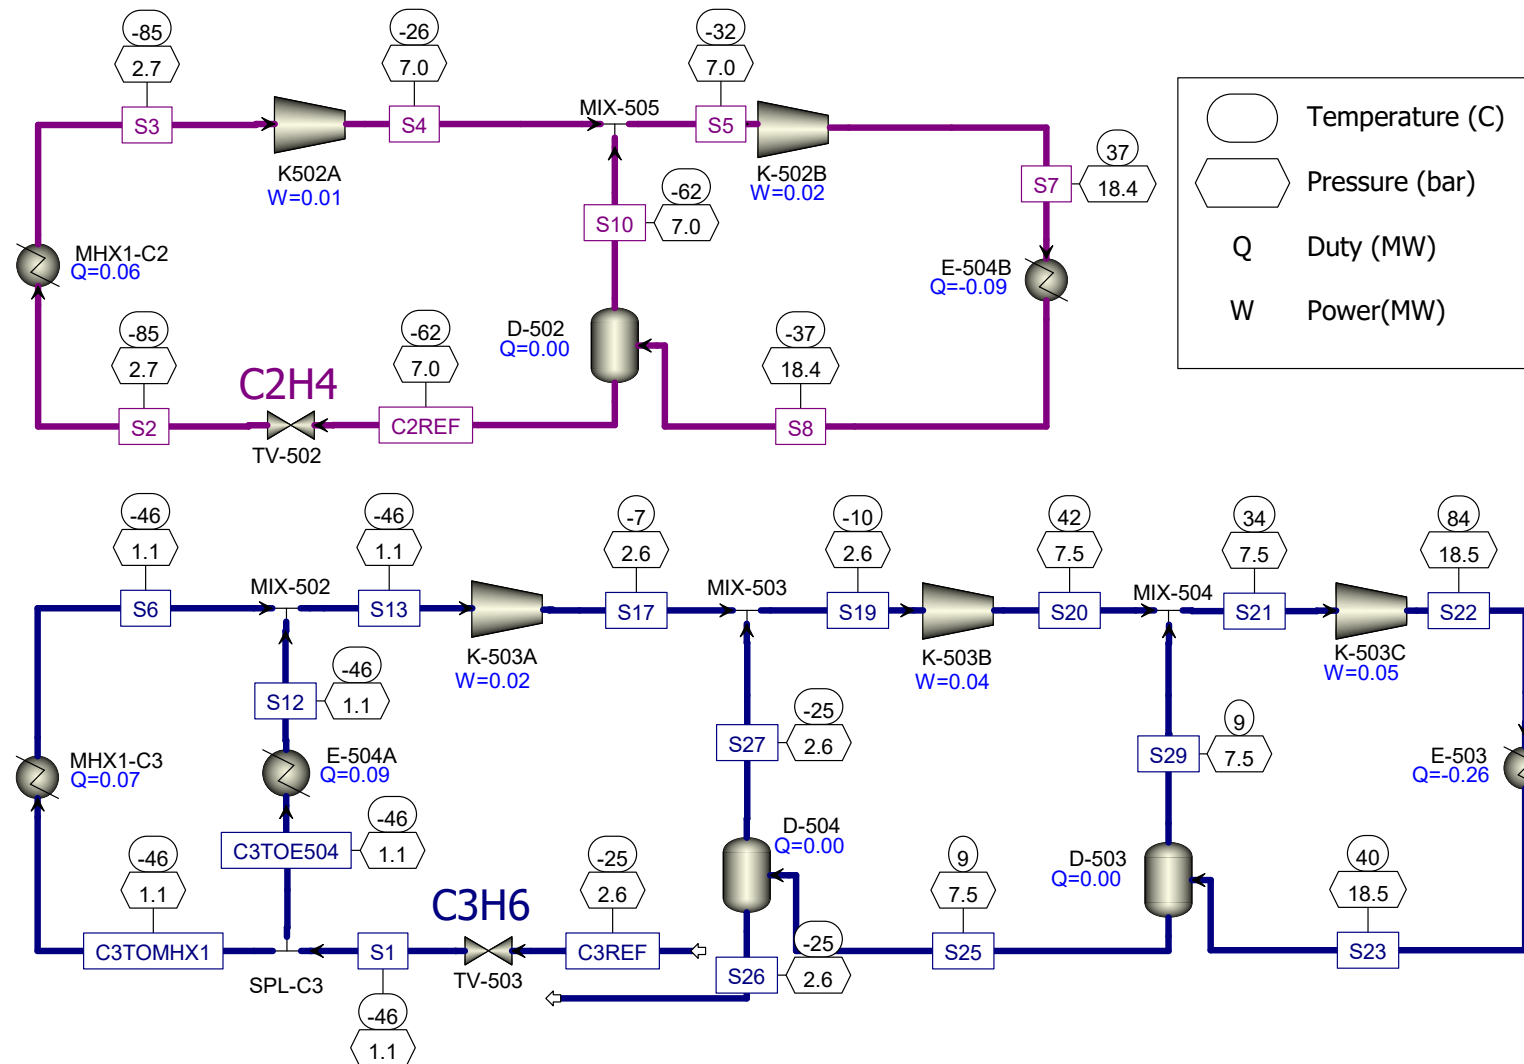 -85
2.7
S3
-26
7.0
S4
MIX-505
-32
7.0
S5
K502A
W=0.01
K-502B
W=0.02
37
18.4
S7
-62
7.0
S10
MHX1-C2
Q=0.06
E-504B
Q=-0.09
D-502
Q=0.00
-85
2.7
S2
C2H4
TV-502
-62
7.0
C2REF
-37
18.4
S8
Temperature (C)
Pressure (bar)
Q Duty (MW)
W Power(MW)
-46
1.1
S6
MIX-502
-46
1.1
S13
K-503A
W=0.02
-7
2.6
S17
MIX-503
-10
2.6
S19
K-503B
W=0.04
42
7.5
S20
MIX-504
34
7.5
S21
K-503C
W=0.05
84
18.5
S22
-46
1.1
S12
MHX1-C3
Q=0.07
E-504A
Q=0.09
-25
2.6
S27
9
7.5
S29
E-503
Q=-0.26
-46
1.1
C3TOE504
D-504
Q=0.00
D-503
Q=0.00
-46
1.1
C3TOMHX1
SPL-C3
S1
-46
1.1
C3H6
TV-503
-25
2.6
C3REF
-25
2.6
S26
9
7.5
S25
40
18.5
S23